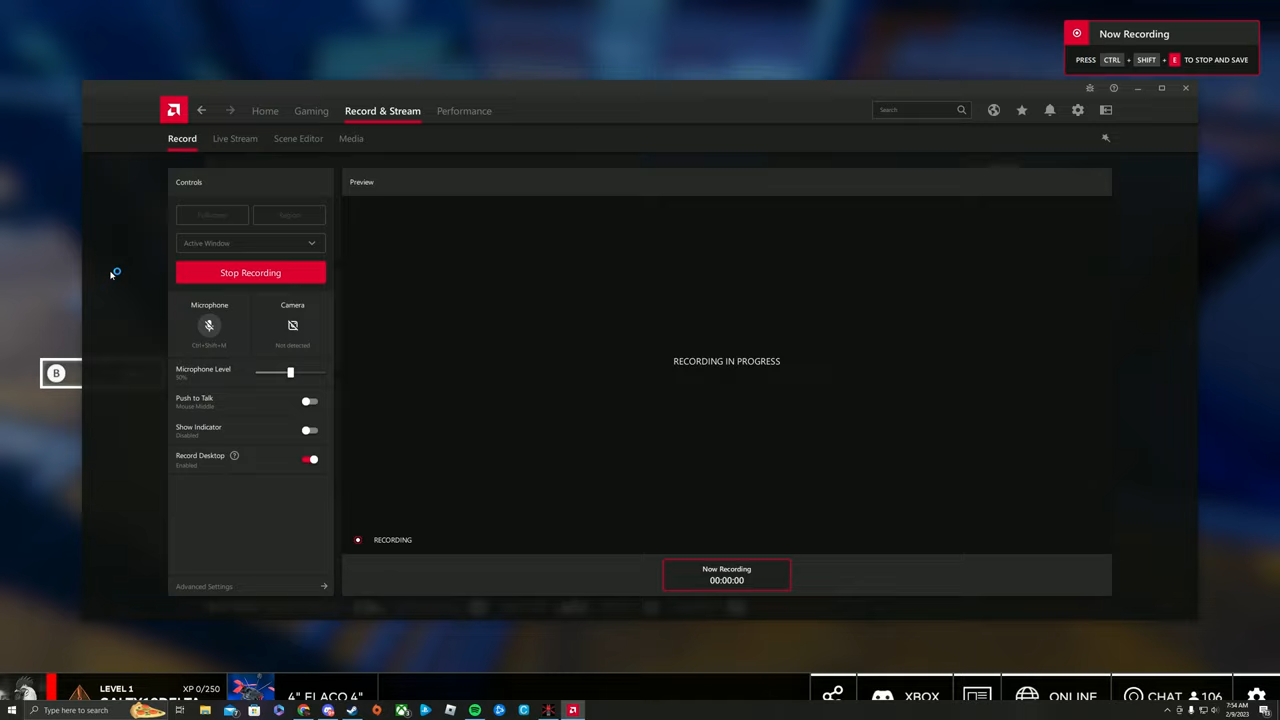 Now Recording
PRESS CTRL + SHIFT + E TO STOP AND SAVE
Home Gaming Record & Stream Performance
Search
Record Live Stream Scene Editor Media
Controls
Preview
Fullscreen Region
Active Window
Stop Recording
Microphone Camera
Ctrl+Shift+M Not detected
Microphone Level
50%
Push to Talk
Mouse Middle
Show Indicator
Disabled
Record Desktop ?
Enabled
RECORDING IN PROGRESS
RECORDING
Now Recording
00:00:00
Advanced Settings
B
LEVEL 1 XP 0/250
4" FLACO 4"
XBOX ONLINE CHAT 106
Type here to search
7:54 AM
2/9/2023